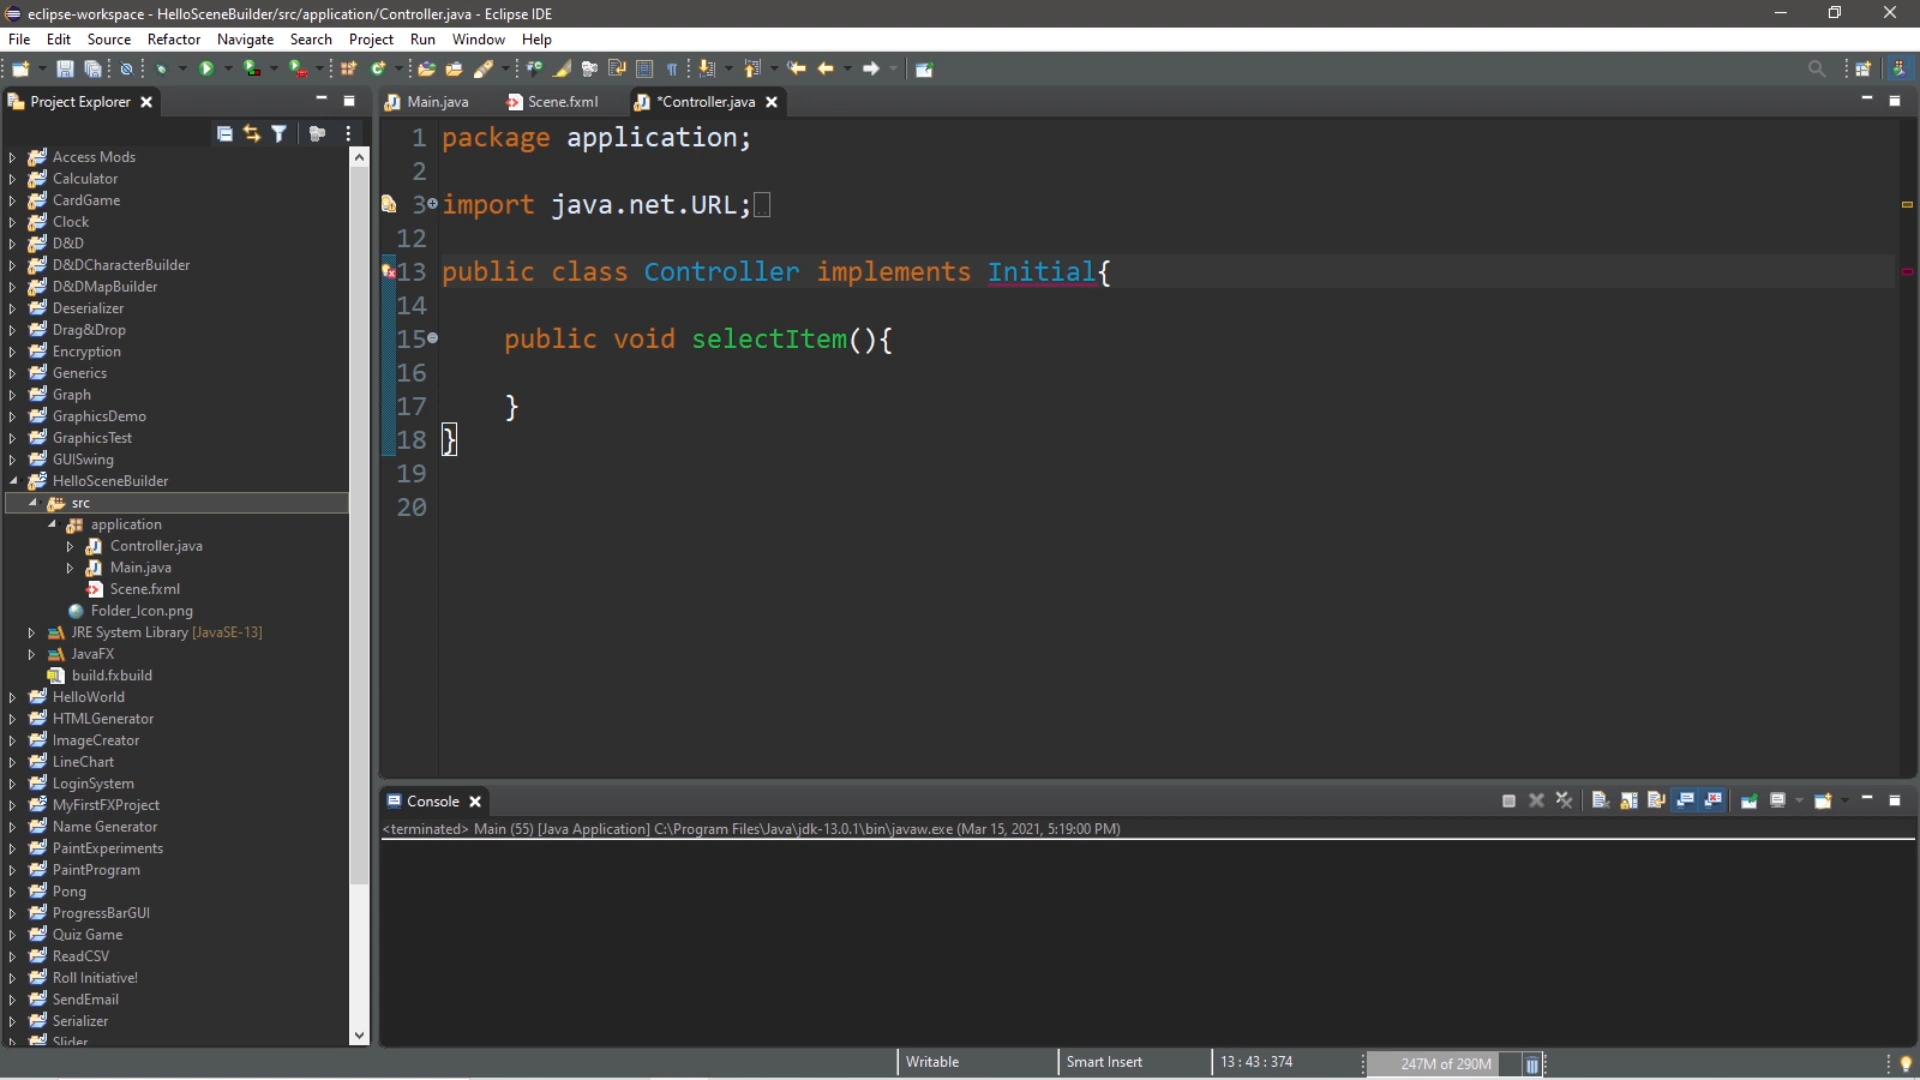 eclipse-workspace - HelloSceneBuilder/src/application/Controller.java - Eclipse IDE
File Edit Source Refactor Navigate Search Project Run Window Help
Project Explorer
Access Mods
Calculator
CardGame
Clock
D&D
D&DCharacterBuilder
D&DMapBuilder
Deserializer
Drag&Drop
Encryption
Generics
Graph
GraphicsDemo
GraphicsTest
GUISwing
HelloSceneBuilder
src
application
Controller.java
Main.java
Scene.fxml
Folder_Icon.png
JRE System Library [JavaSE-13]
JavaFX
build.fxbuild
HelloWorld
HTMLGenerator
ImageCreator
LineChart
LoginSystem
MyFirstFXProject
Name Generator
PaintExperiments
PaintProgram
Pong
ProgressBarGUI
Quiz Game
ReadCSV
Roll Initiative!
SendEmail
Serializer
Slider
Main.java Scene.fxml *Controller.java
1 package application;
2
3 import java.net.URL;
12
13 public class Controller implements Initial{
14
15 public void selectItem(){
16
17 }
18 }
19
20
Console
<terminated> Main (55) [Java Application] C:\Program Files\Java\jdk-13.0.1\bin\javaw.exe (Mar 15, 2021, 5:19:00 PM)
Writable Smart Insert 13 : 43 : 374 247M of 290M